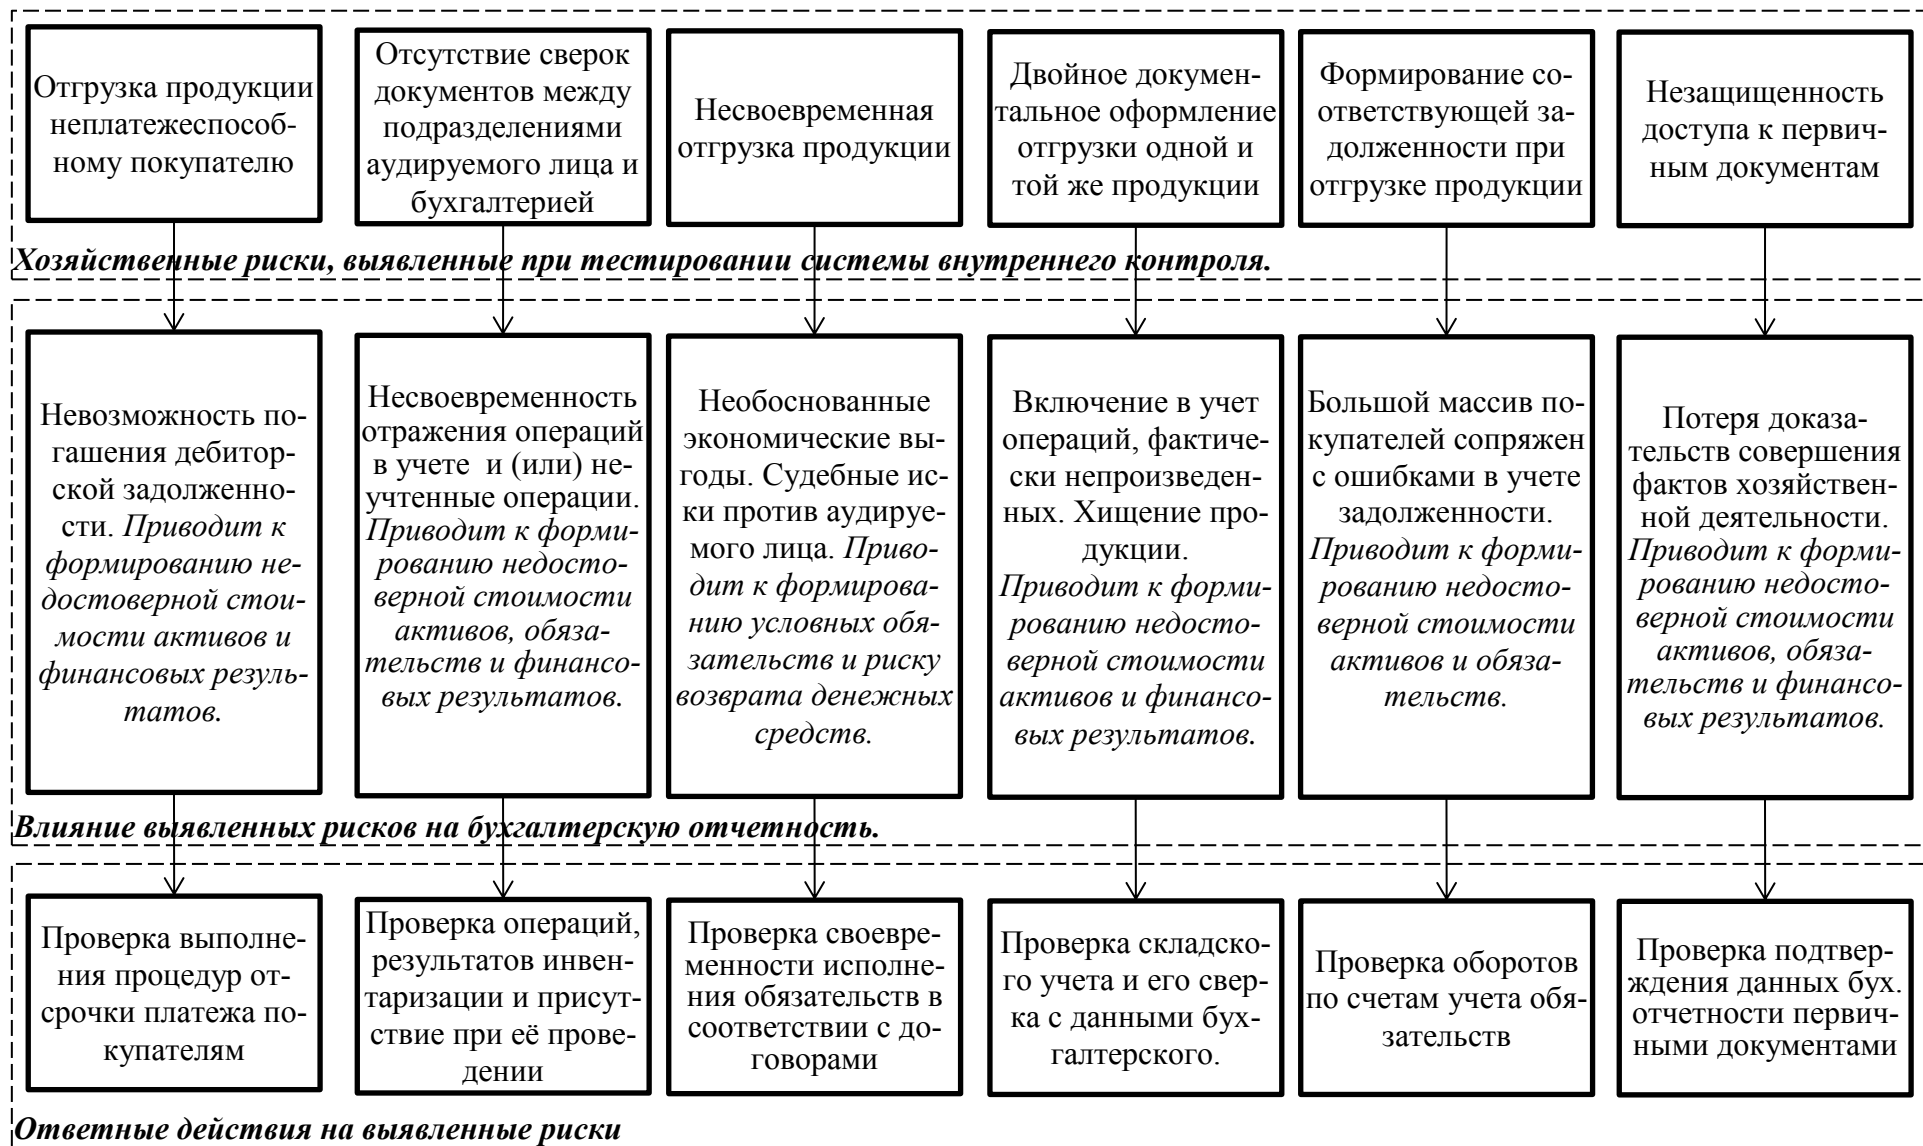 Отгрузка продукции
неплатежеспособ-
ному покупателю
Отсутствие сверок
документов между
подразделениями
аудируемого лица и
бухгалтерией
Несвоевременная
отгрузка продукции
Двойное докумен-
тальное оформление
отгрузки одной и
той же продукции
Формирование со-
ответствующей за-
долженности при
отгрузке продукции
Незащищенность
доступа к первич-
ным документам
Хозяйственные риски, выявленные при тестировании системы внутреннего контроля.
Невозможность по-
гашения дебитор-
ской задолженно-
сти. Приводит к
формированию не-
достоверной стои-
мости активов и
финансовых резуль-
татов.
Несвоевременность
отражения операций
в учете и (или) не-
учтенные операции.
Приводит к форми-
рованию недосто-
верной стоимости
активов, обяза-
тельств и финансо-
вых результатов.
Необоснованные
экономические вы-
годы. Судебные ис-
ки против аудируе-
мого лица. Приво-
дит к формирова-
нию условных обя-
зательств и риску
возврата денежных
средств.
Включение в учет
операций, фактиче-
ски непроизведен-
ных. Хищение про-
дукции.
Приводит к форми-
рованию недосто-
верной стоимости
активов и финансо-
вых результатов.
Большой массив по-
купателей сопряжен
с ошибками в учете
задолженности.
Приводит к форми-
рованию недосто-
верной стоимости
активов и обяза-
тельств.
Потеря доказа-
тельств совершения
фактов хозяйствен-
ной деятельности.
Приводит к форми-
рованию недосто-
верной стоимости
активов, обяза-
тельств и финансо-
вых результатов.
Влияние выявленных рисков на бухгалтерскую отчетность.
Проверка выполне-
ния процедур от-
срочки платежа по-
купателям
Проверка операций,
результатов инвен-
таризации и присут-
ствие при её прове-
дении
Проверка своевре-
менности исполне-
ния обязательств в
соответствии с до-
говорами
Проверка складско-
го учета и его свер-
ка с данными бух-
галтерского.
Проверка оборотов
по счетам учета обя-
зательств
Проверка подтвер-
ждения данных бух.
отчетности первич-
ными документами
Ответные действия на выявленные риски